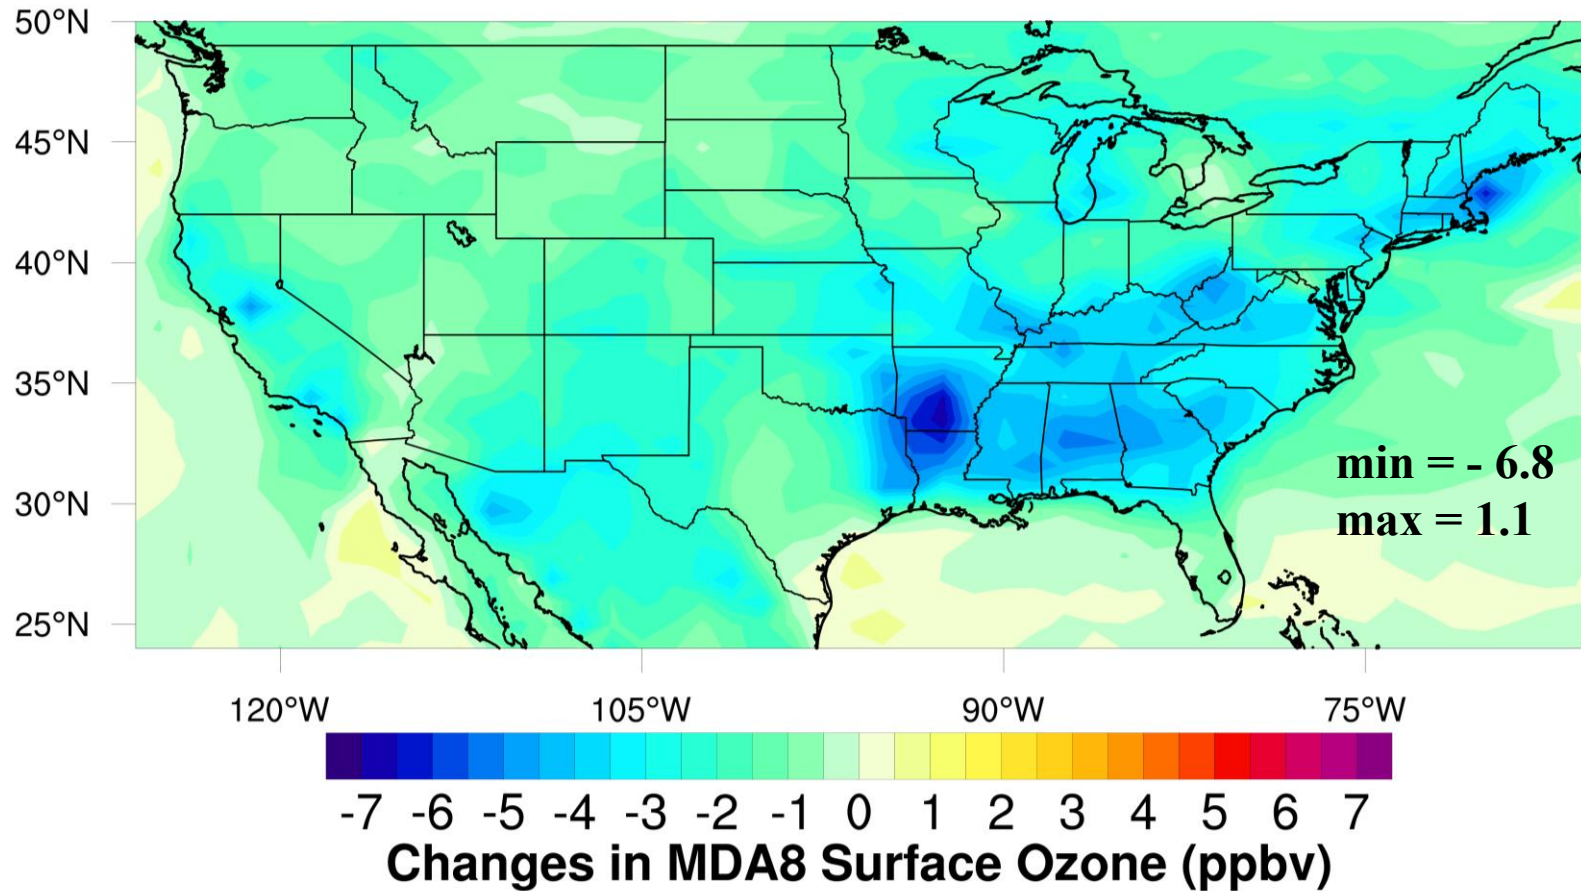 50°N
45°N
40°N
35°N
30°N
25°N
min = - 6.8
max = 1.1
120°W 105°W 90°W 75°W
-7 -6 -5 -4 -3 -2 -1 0 1 2 3 4 5 6 7
Changes in MDA8 Surface Ozone (ppbv)